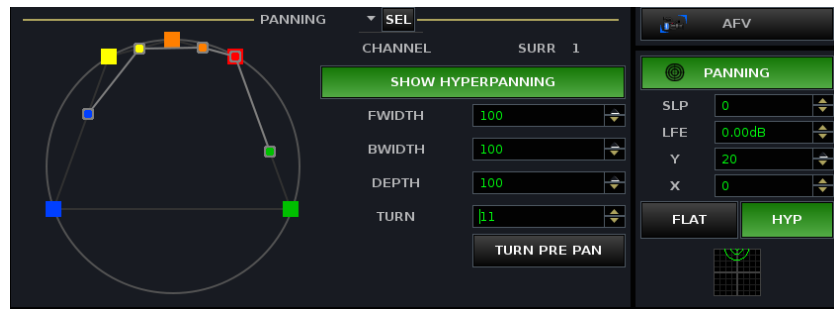 PANNING SEL
CHANNEL SURR 1
SHOW HYPERPANNING
FWIDTH 100
BWIDTH 100
DEPTH 100
TURN 11
TURN PRE PAN
AFV
PANNING
SLP 0
LFE 0.00dB
Y 20
X 0
FLAT HYP